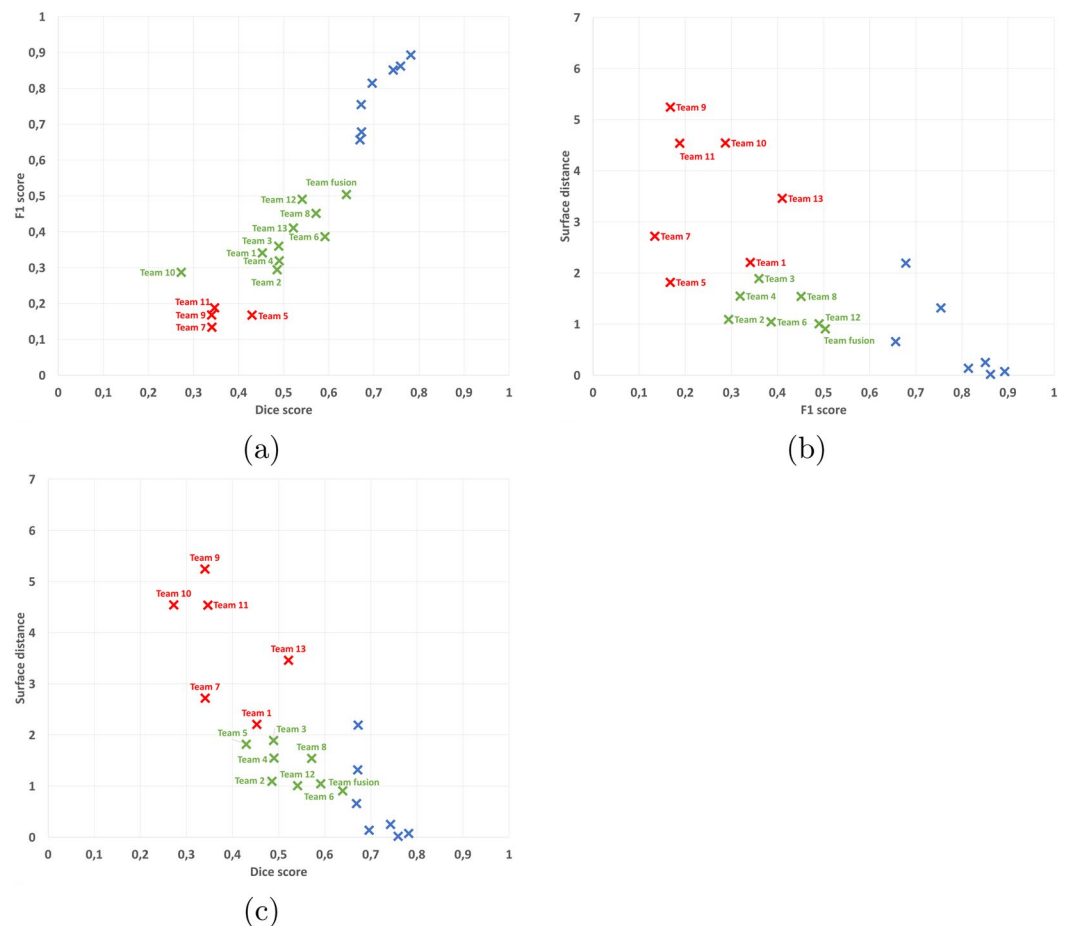 1
0,9
0,8
0,7
0,6
0,5
0,4
0,3
0,2
0,1
0
F1 score
Team fusion
Team 12
Team 8
Team 13
Team 6
Team 3
Team 1
Team 4
Team 2
Team 10
Team 11
Team 9
Team 5
Team 7
0 0,1 0,2 0,3 0,4 0,5 0,6 0,7 0,8 0,9 1
Dice score
(a)
7
6
5
4
3
2
1
0
Surface distance
Team 9
Team 10
Team 11
Team 13
Team 7
Team 1
Team 5
Team 3
Team 4
Team 8
Team 2
Team 6
Team 12
Team fusion
0 0,1 0,2 0,3 0,4 0,5 0,6 0,7 0,8 0,9 1
F1 score
(b)
7
6
5
4
3
2
1
0
Surface distance
Team 9
Team 10
Team 11
Team 13
Team 7
Team 1
Team 5
Team 3
Team 8
Team 4
Team 12
Team 2
Team fusion
Team 6
0 0,1 0,2 0,3 0,4 0,5 0,6 0,7 0,8 0,9 1
Dice score
(c)